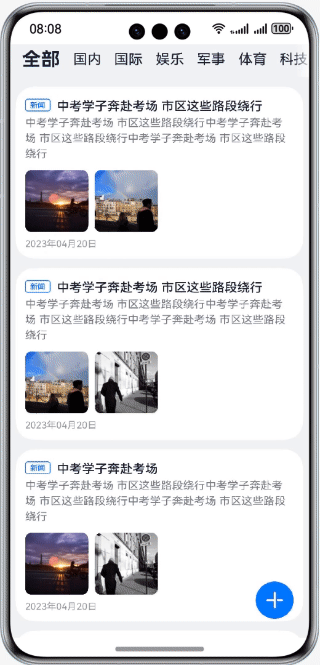 08:08 100
全部 国内 国际 娱乐 军事 体育 科技
新闻 中考学子奔赴考场 市区这些路段绕行
中考学子奔赴考场 市区这些路段绕行中考学子奔赴考
场 市区这些路段绕行中考学子奔赴考场 市区这些路段
绕行
2023年04月20日
新闻 中考学子奔赴考场 市区这些路段绕行
中考学子奔赴考场 市区这些路段绕行中考学子奔赴考
场 市区这些路段绕行中考学子奔赴考场 市区这些路段
绕行
2023年04月20日
新闻 中考学子奔赴考场
中考学子奔赴考场 市区这些路段绕行中考学子奔赴考
场 市区这些路段绕行中考学子奔赴考场 市区这些路段
绕行
2023年04月20日